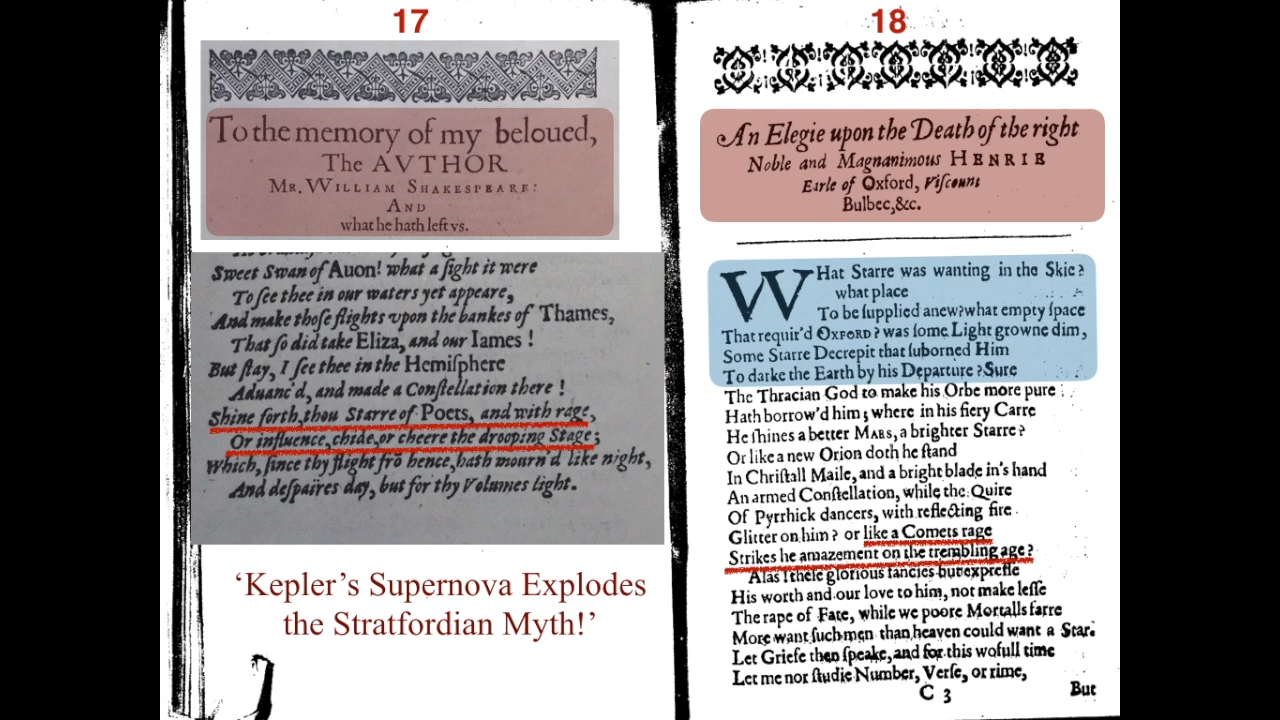 17
To the memory of my beloued,
The AVTHOR
MR. WILLIAM SHAKESPEARE:
AND
what he hath left vs.
Sweet Swan of Auon! what a ſight it were
To ſee thee in our waters yet appeare,
And make thoſe flights vpon the bankes of Thames,
That ſo did take Eliza, and our Iames !
But ſtay, I ſee thee in the Hemiſphere
Aduanc'd, and made a Conſtellation there !
Shine forth, thou Starre of Poets, and with rage,
Or influence, chide, or cheere the drooping Stage;
Which, ſince thy flight frō hence, hath mourn'd like night,
And deſpaires day, but for thy Volumes light.
‘Kepler’s Supernova Explodes
the Stratfordian Myth!’
18
An Elegie upon the Death of the right
Noble and Magnanimous HENRIE
Earle of Oxford, Viſcount
Bulbec,&c.
WHat Starre was wanting in the Skie?
what place
To be ſupplied anew?what empty ſpace
That requir'd OXFORD? was ſome Light growne dim,
Some Starre Decrepit that ſuborned Him
To darke the Earth by his Departure ?Sure
The Thracian God to make his Orbe more pure
Hath borrow'd him; where in his fiery Carre
He ſhines a better MARS, a brighter Starre?
Or like a new Orion doth he ſtand
In Chriſtall Maile, and a bright blade in's hand
An armed Conſtellation, while the Quire
Of Pyrrhick dancers, with reflecting fire
Glitter on him? or like a Comets rage
Strikes he amazement on the trembling age?
Alas ! theſe glorious fancies but expreſſe
His worth and our love to him, not make leſſe
The rape of Fate, while we poore Mortalls farre
More want ſuch men than heaven could want a Star.
Let Griefe then ſpeake, and for this wofull time
Let me nor ſtudie Number, Verſe, or rime,
C 3
But